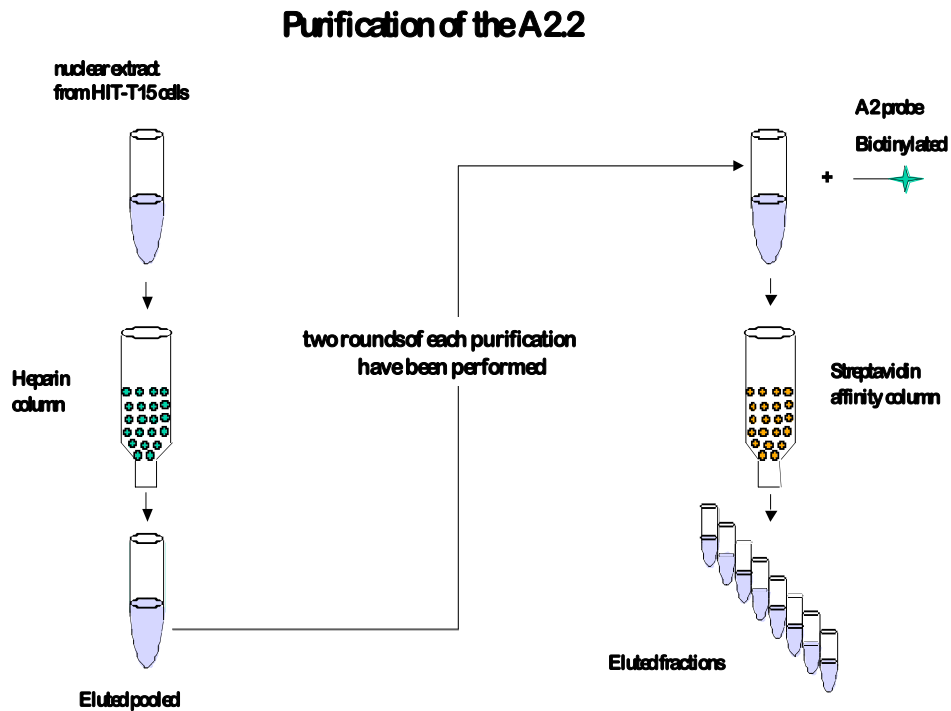 Purification of the A2.2
nuclear extract
from HIT-T15 cells
A2 probe
Biotinylated
+
two rounds of each purification
have been performed
Heparin
column
Streptavidin
affinity column
Eluted fractions
Eluted pooled